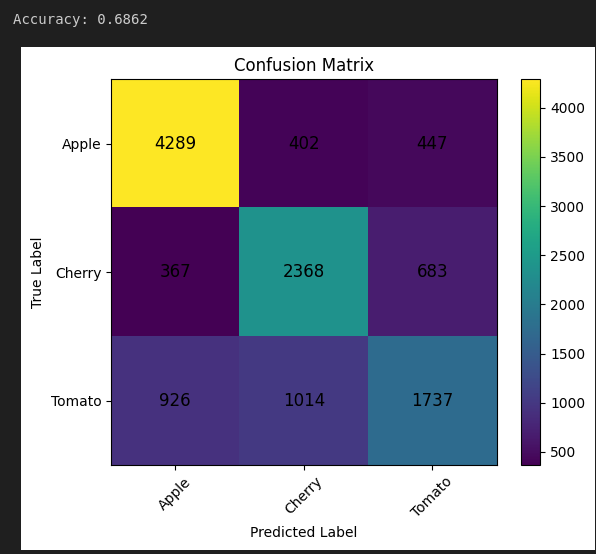 Accuracy: 0.6862
Confusion Matrix
Apple 4289 402 447
Cherry 367 2368 683
Tomato 926 1014 1737
Apple Cherry Tomato
Predicted Label
True Label
4000
3500
3000
2500
2000
1500
1000
500